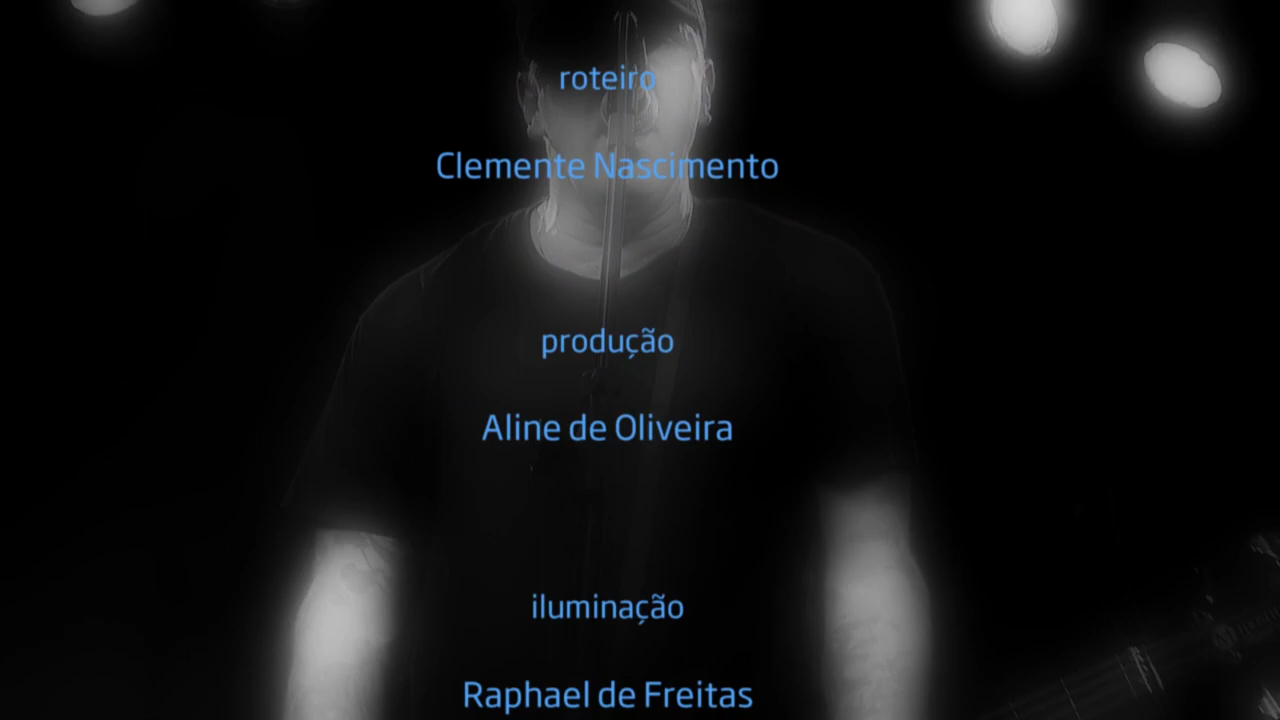 roteiro
Clemente Nascimento
produção
Aline de Oliveira
iluminação
Raphael de Freitas